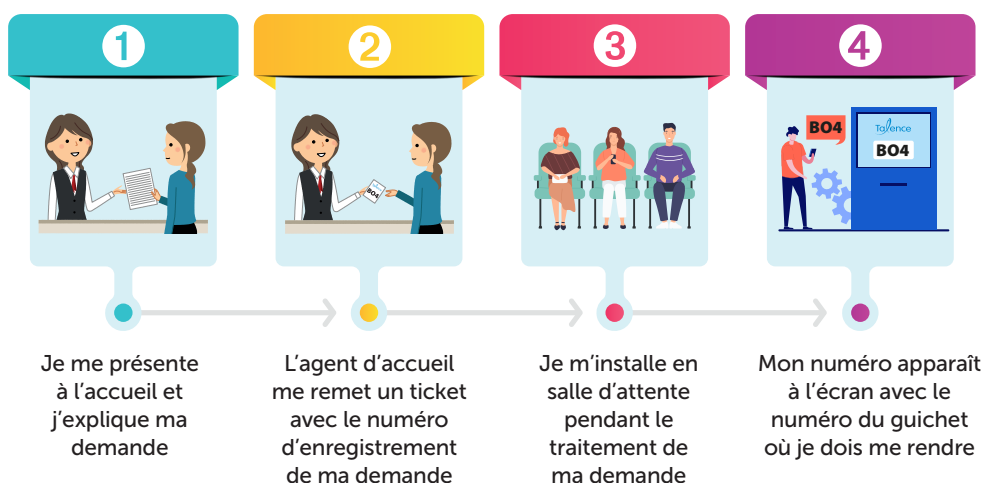 1
2
3
4
BO4
BO4
Talence
BO4
Je me présente
à l'accueil et
j'explique ma
demande
L'agent d'accueil
me remet un ticket
avec le numéro
d'enregistrement
de ma demande
Je m'installe en
salle d'attente
pendant le
traitement de
ma demande
Mon numéro apparaît
à l'écran avec le
numéro du guichet
où je dois me rendre